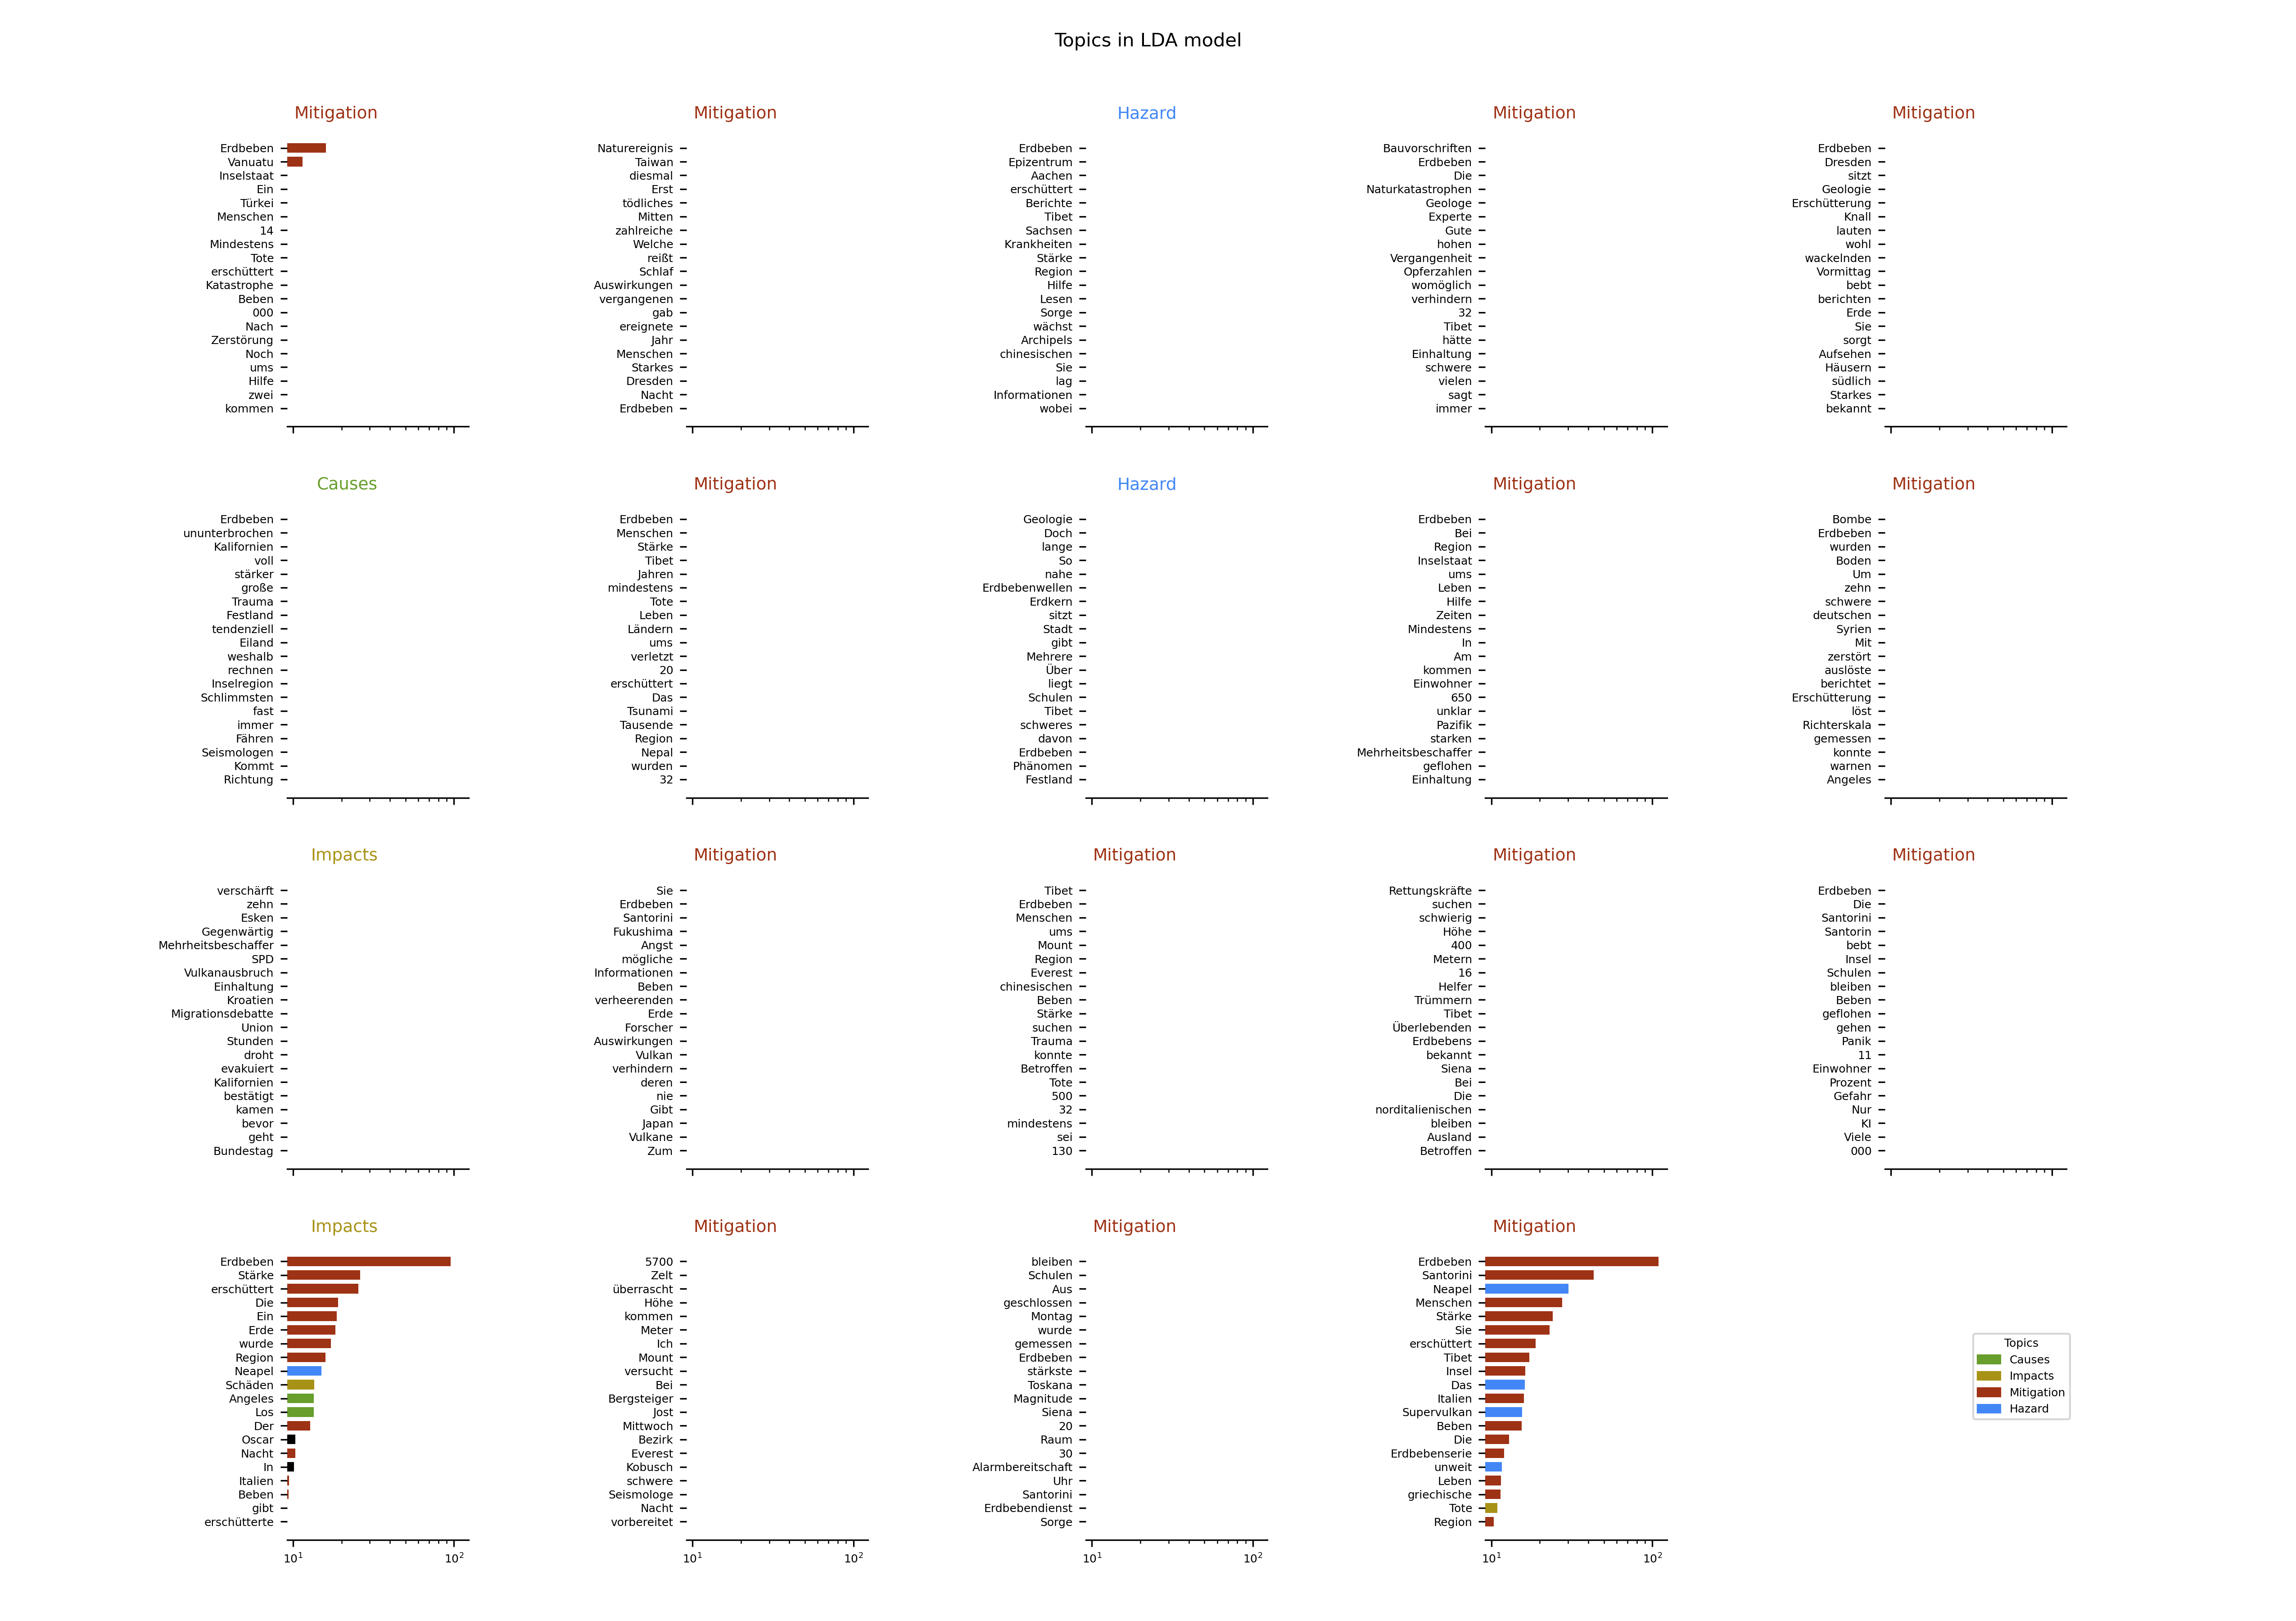 Topics in LDA model
Mitigation
Erdbeben
Vanuatu
Inselstaat
Ein
Türkei
Menschen
14
Mindestens
Tote
erschüttert
Katastrophe
Beben
000
Nach
Zerstörung
Noch
ums
Hilfe
zwei
kommen
Mitigation
Naturereignis
Taiwan
diesmal
Erst
tödliches
Mitten
zahlreiche
Welche
reißt
Schlaf
Auswirkungen
vergangenen
gab
ereignete
Jahr
Menschen
Starkes
Dresden
Nacht
Erdbeben
Hazard
Erdbeben
Epizentrum
Aachen
erschüttert
Berichte
Tibet
Sachsen
Krankheiten
Stärke
Region
Hilfe
Lesen
Sorge
wächst
Archipels
chinesischen
Sie
lag
Informationen
wobei
Mitigation
Bauvorschriften
Erdbeben
Die
Naturkatastrophen
Geologe
Experte
Gute
hohen
Vergangenheit
Opferzahlen
womöglich
verhindern
32
Tibet
hätte
Einhaltung
schwere
vielen
sagt
immer
Mitigation
Erdbeben
Dresden
sitzt
Geologie
Erschütterung
Knall
lauten
wohl
wackelnden
Vormittag
bebt
berichten
Erde
Sie
sorgt
Aufsehen
Häusern
südlich
Starkes
bekannt
Causes
Erdbeben
ununterbrochen
Kalifornien
voll
stärker
große
Trauma
Festland
tendenziell
Eiland
weshalb
rechnen
Inselregion
Schlimmsten
fast
immer
Fähren
Seismologen
Kommt
Richtung
Mitigation
Erdbeben
Menschen
Stärke
Tibet
Jahren
mindestens
Tote
Leben
Ländern
ums
verletzt
20
erschüttert
Das
Tsunami
Tausende
Region
Nepal
wurden
32
Hazard
Geologie
Doch
lange
So
nahe
Erdbebenwellen
Erdkern
sitzt
Stadt
gibt
Mehrere
Über
liegt
Schulen
Tibet
schweres
davon
Erdbeben
Phänomen
Festland
Mitigation
Erdbeben
Bei
Region
Inselstaat
ums
Leben
Hilfe
Zeiten
Mindestens
In
Am
kommen
Einwohner
650
unklar
Pazifik
starken
Mehrheitsbeschaffer
geflohen
Einhaltung
Mitigation
Bombe
Erdbeben
wurden
Boden
Um
zehn
schwere
deutschen
Syrien
Mit
zerstört
auslöste
berichtet
Erschütterung
löst
Richterskala
gemessen
konnte
warnen
Angeles
Impacts
verschärft
zehn
Esken
Gegenwärtig
Mehrheitsbeschaffer
SPD
Vulkanausbruch
Einhaltung
Kroatien
Migrationsdebatte
Union
Stunden
droht
evakuiert
Kalifornien
bestätigt
kamen
bevor
geht
Bundestag
Mitigation
Sie
Erdbeben
Santorini
Fukushima
Angst
mögliche
Informationen
Beben
verheerenden
Erde
Forscher
Auswirkungen
Vulkan
verhindern
deren
nie
Gibt
Japan
Vulkane
Zum
Mitigation
Tibet
Erdbeben
Menschen
ums
Mount
Region
Everest
chinesischen
Beben
Stärke
suchen
Trauma
konnte
Betroffen
Tote
500
32
mindestens
sei
130
Mitigation
Rettungskräfte
suchen
schwierig
Höhe
400
Metern
16
Helfer
Trümmern
Tibet
Überlebenden
Erdbebens
bekannt
Siena
Bei
Die
norditalienischen
bleiben
Ausland
Betroffen
Mitigation
Erdbeben
Die
Santorini
Santorin
bebt
Insel
Schulen
bleiben
Beben
geflohen
gehen
Panik
11
Einwohner
Prozent
Gefahr
Nur
KI
Viele
000
Impacts
Erdbeben
Stärke
erschüttert
Die
Ein
Erde
wurde
Region
Neapel
Schäden
Angeles
Los
Der
Oscar
Nacht
In
Italien
Beben
gibt
erschütterte
10¹ 10²
Mitigation
5700
Zelt
überrascht
Höhe
kommen
Meter
Ich
Mount
versucht
Bei
Bergsteiger
Jost
Mittwoch
Bezirk
Everest
Kobusch
schwere
Seismologe
Nacht
vorbereitet
10¹ 10²
Mitigation
bleiben
Schulen
Aus
geschlossen
Montag
wurde
gemessen
Erdbeben
stärkste
Toskana
Magnitude
Siena
20
Raum
30
Alarmbereitschaft
Uhr
Santorini
Erdbebendienst
Sorge
10¹ 10²
Mitigation
Erdbeben
Santorini
Neapel
Menschen
Stärke
Sie
erschüttert
Tibet
Insel
Das
Italien
Supervulkan
Beben
Die
Erdbebenserie
unweit
Leben
griechische
Tote
Region
10¹ 10²
Topics
Causes
Impacts
Mitigation
Hazard